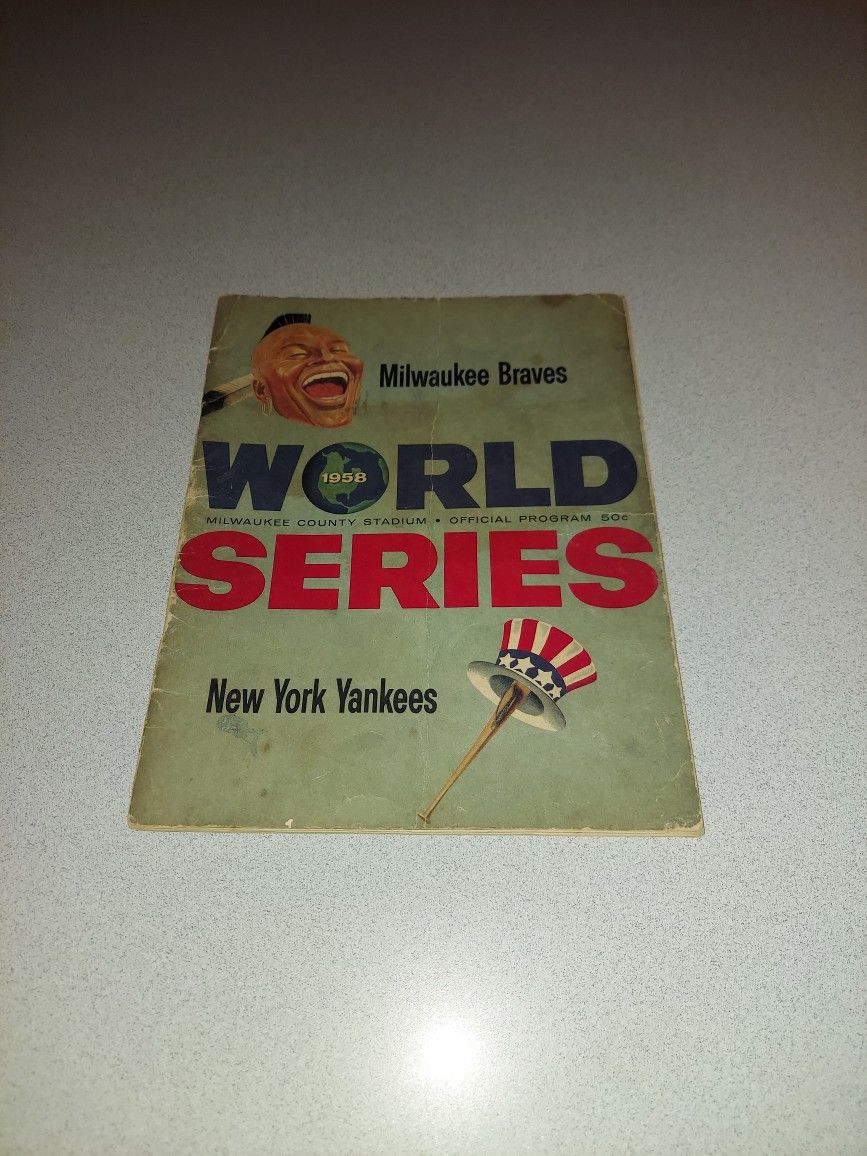 Milwaukee Braves
WORLD
1958
MILWAUKEE COUNTY STADIUM • OFFICIAL PROGRAM 50¢
SERIES
New York Yankees